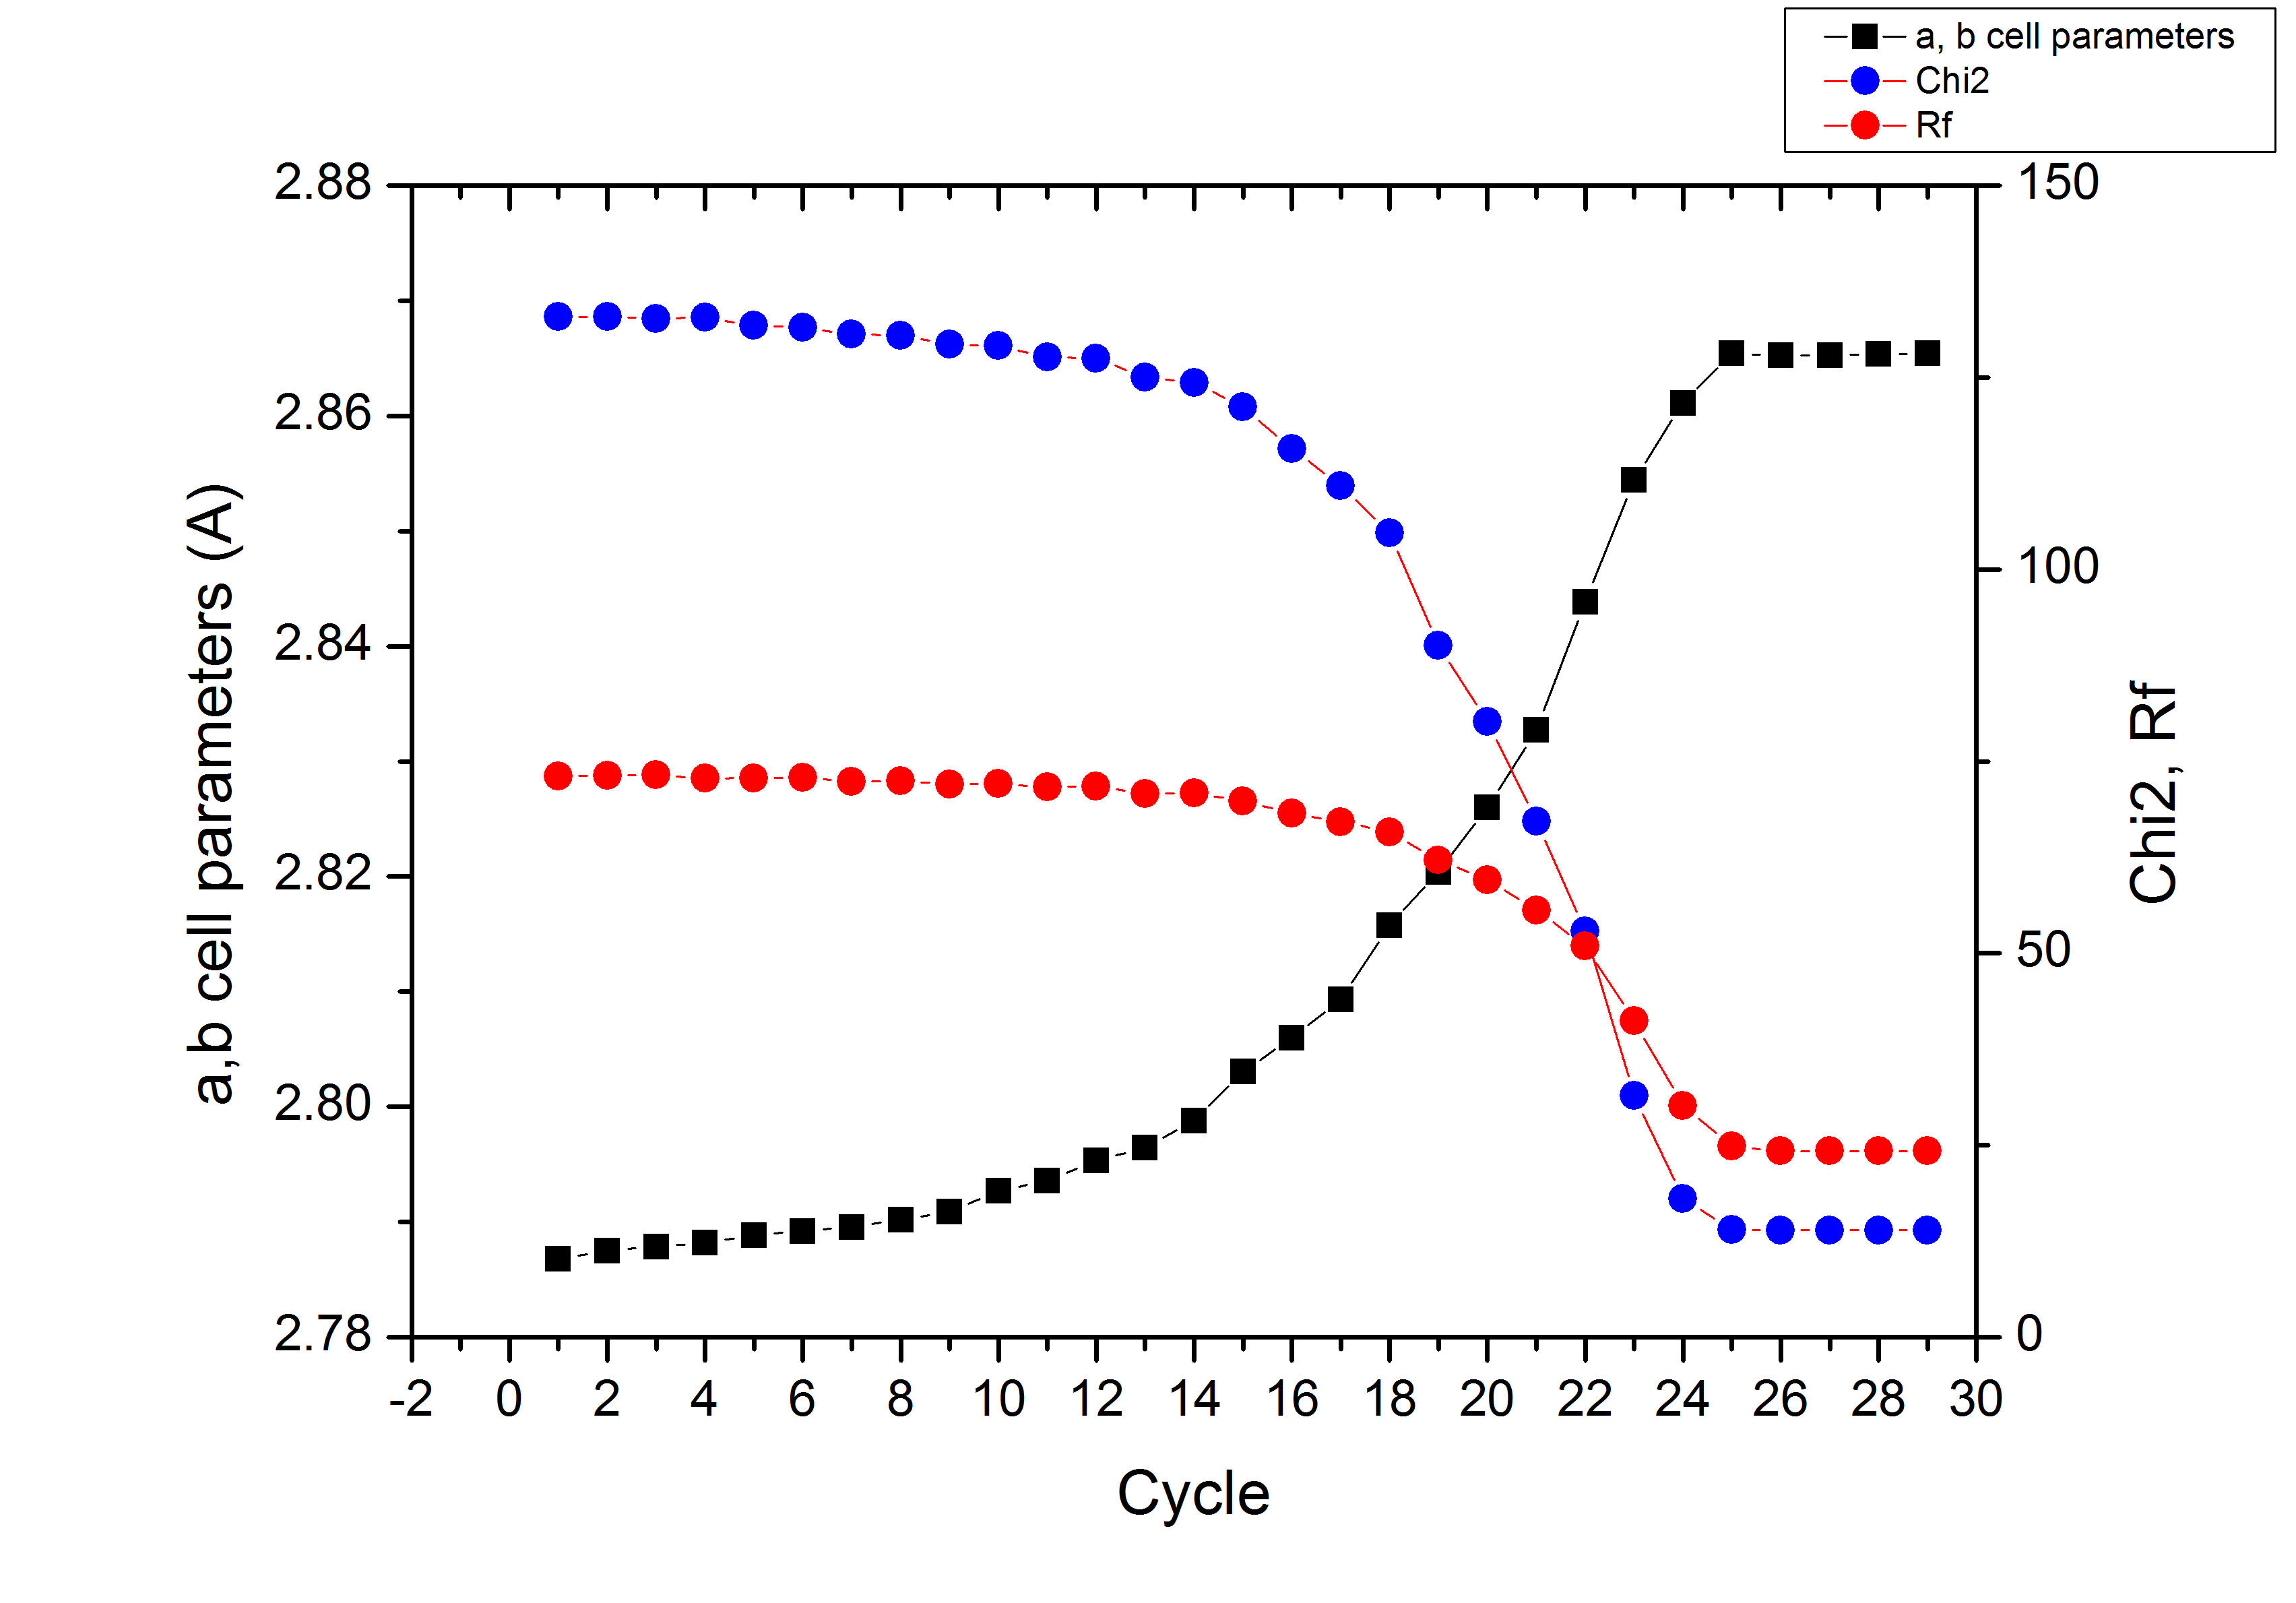 a, b cell parameters
Chi2
Rf
2.88
2.86
2.84
2.82
2.80
2.78
150
100
50
0
a,b cell parameters (A)
Chi2, Rf
-2 0 2 4 6 8 10 12 14 16 18 20 22 24 26 28 30
Cycle